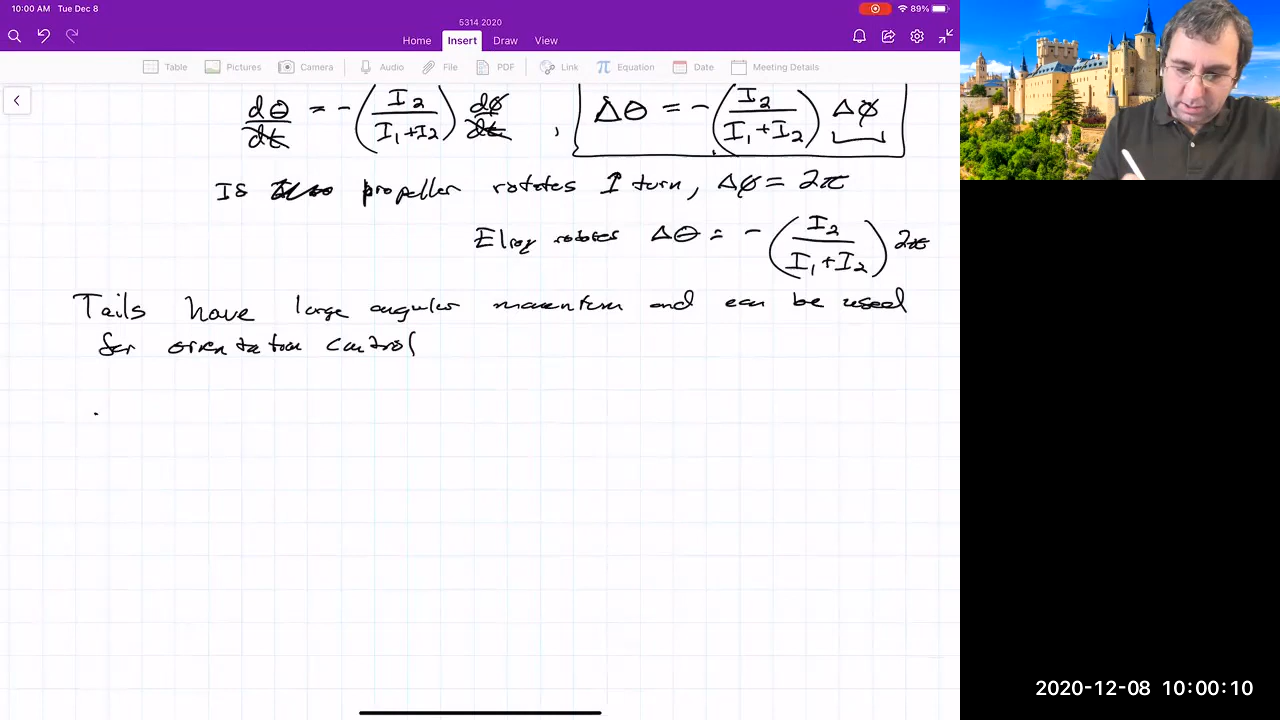 10:00 AM Tue Dec 8
89%
5314 2020
Home Insert Draw View
Table Pictures Camera Audio File PDF Link Equation Date Meeting Details
dθ/dt = -(I₂/(I₁+I₂)) dϕ/dt , Δθ = -(I₂/(I₁+I₂)) Δϕ
IS propeller rotates 1 turn, Δϕ = 2π
Elroy rotates Δθ = -(I₂/(I₁+I₂)) 2π
Tails have large angular momentum and can be used
for orientation control
2020-12-08 10:00:10